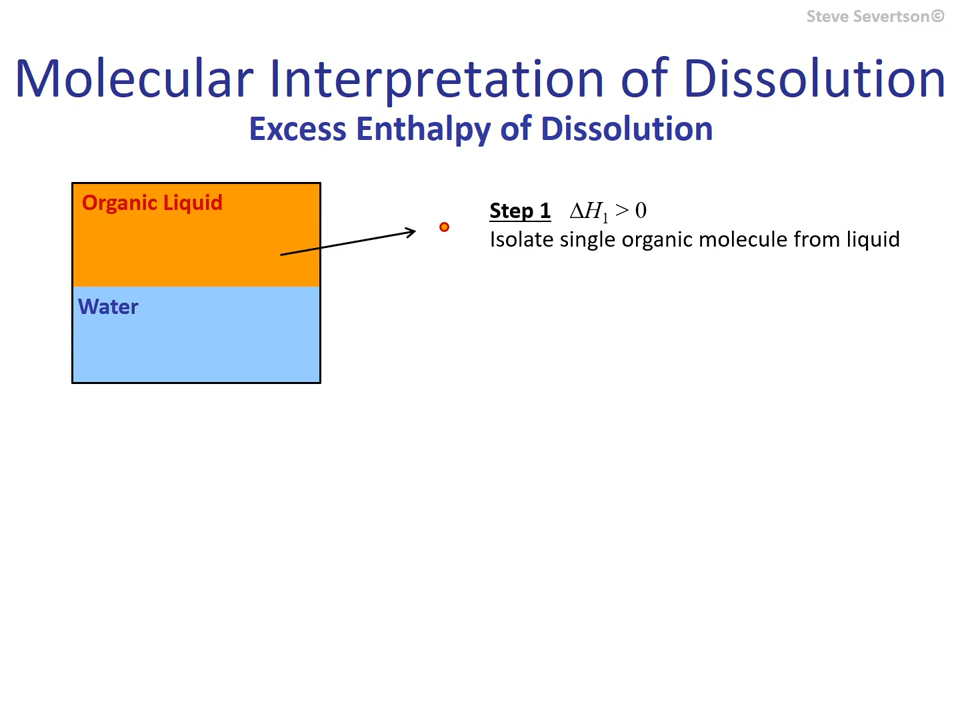 Steve Severtson©
Molecular Interpretation of Dissolution
Excess Enthalpy of Dissolution
Organic Liquid
Step 1 ΔH₁ > 0
Isolate single organic molecule from liquid
Water